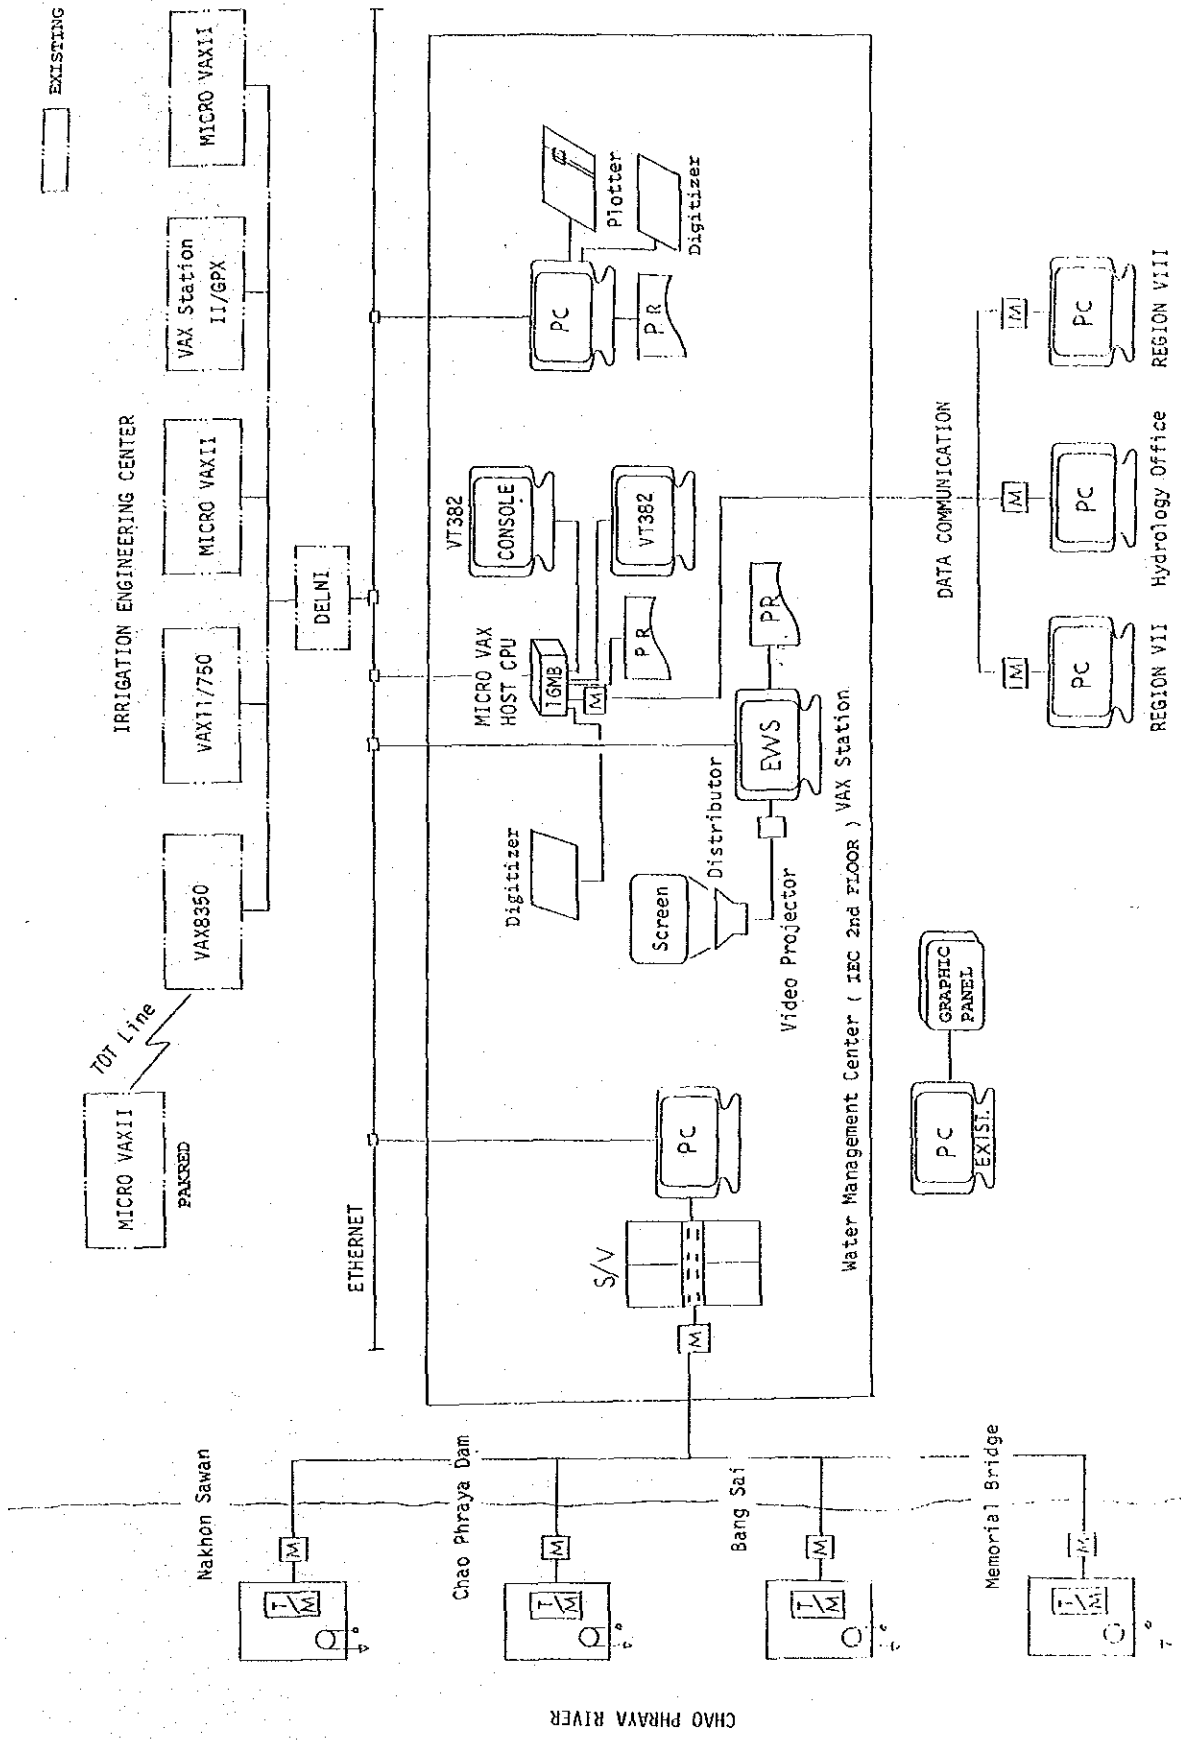 EXISTING
IRRIGATION ENGINEERING CENTER
TOT Line
MICRO VAXII
PAKRED
VAX8350
VAX11/750
MICRO VAXII
VAX Station
II/GPX
MICRO VAXII
DELNI
ETHERNET
S/V
M
PC
Digitizer
Screen
Distributor
Video Projector
MICRO VAX
HOST CPU
16MB
M
PR
EWS
PR
VAX Station
VT382
CONSOLE
VT382
PC
PR
Plotter
Digitizer
Water Management Center ( IEC 2nd FLOOR )
PC
EXIST.
GRAPHIC
PANEL
DATA COMMUNICATION
M
M
M
PC
PC
PC
REGION VII
Hydrology Office
REGION VIII
Nakhon Sawan
M
T/M
Chao Phraya Dam
M
T/M
Bang Sai
M
T/M
Memorial Bridge
M
T/M
CHAO PHRAYA RIVER